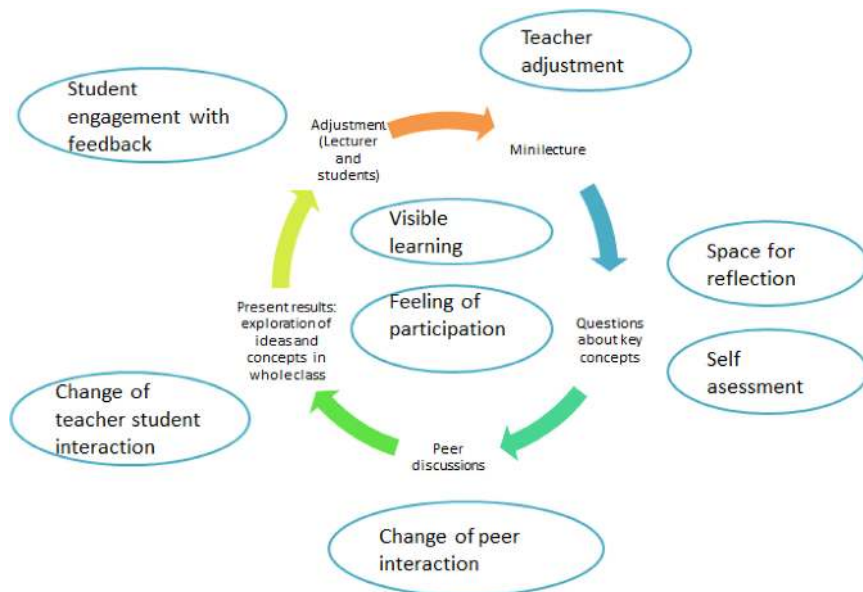 Teacher
adjustment
Student
engagement with
feedback
Adjustment
(Lecturer
and
students)
Minilecture
Visible
learning
Space for
reflection
Feeling of
participation
Present results:
exploration of
ideas and
concepts in
whole class
Questions
about key
concepts
Self
asessment
Change of
teacher student
interaction
Peer
discussions
Change of peer
interaction